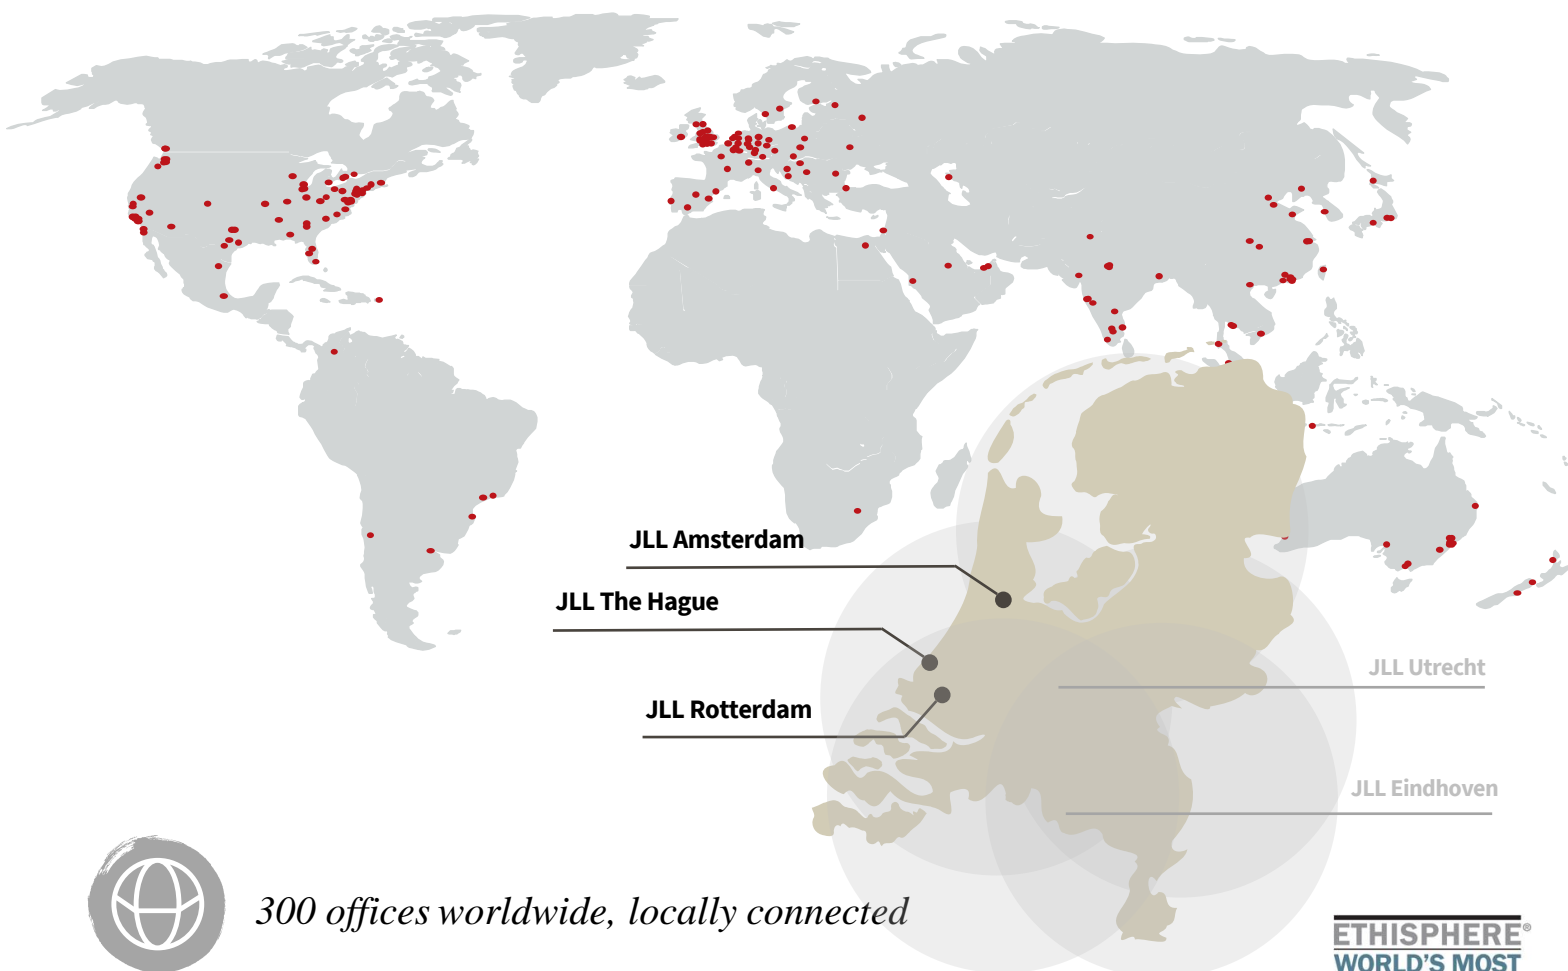 JLL Amsterdam
JLL The Hague
JLL Utrecht
JLL Rotterdam
JLL Eindhoven
300 offices worldwide, locally connected
ETHISPHERE®
WORLD'S MOST